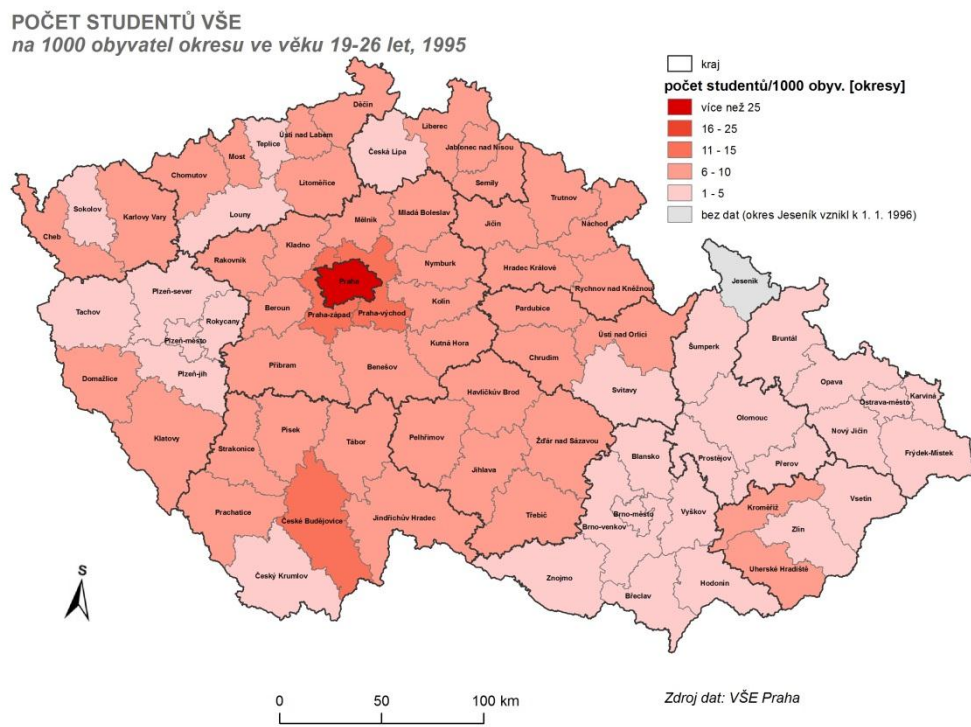 POČET STUDENTŮ VŠE
na 1000 obyvatel okresu ve věku 19-26 let, 1995
kraj
počet studentů/1000 obyv. [okresy]
více než 25
16 - 25
11 - 15
6 - 10
1 - 5
bez dat (okres Jeseník vznikl k 1. 1. 1996)
Děčín
Liberec
Ústí nad Labem
Teplice
Česká Lípa
Jablonec nad Nisou
Most
Chomutov
Litoměřice
Semily
Trutnov
Sokolov
Karlovy Vary
Louny
Mělník
Mladá Boleslav
Jičín
Náchod
Cheb
Kladno
Rakovník
Nymburk
Hradec Králové
Praha
Jeseník
Plzeň-sever
Rychnov nad Kněžnou
Kolín
Tachov
Rokycany
Beroun
Praha-západ
Praha-východ
Pardubice
Plzeň-město
Ústí nad Orlicí
Bruntál
Kutná Hora
Šumperk
Chrudim
Příbram
Benešov
Plzeň-jih
Domažlice
Svitavy
Opava
Havlíčkův Brod
Karviná
Ostrava-město
Olomouc
Písek
Klatovy
Strakonice
Tábor
Pelhřimov
Žďár nad Sázavou
Nový Jičín
Frýdek-Místek
Blansko
Prostějov
Přerov
Jihlava
Vsetín
Kroměříž
Prachatice
České Budějovice
Jindřichův Hradec
Třebíč
Brno-město
Vyškov
Brno-venkov
Zlín
Uherské Hradiště
Český Krumlov
Znojmo
Hodonín
Břeclav
S
0 50 100 km
Zdroj dat: VŠE Praha